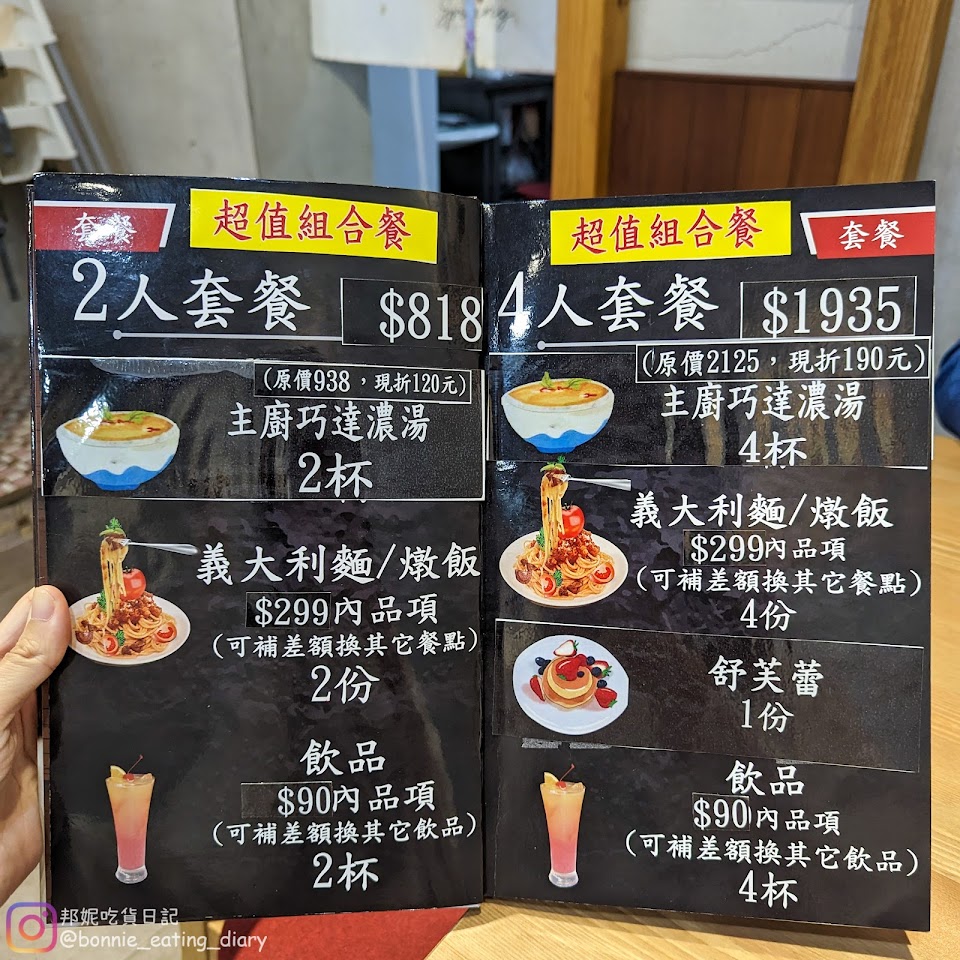 套餐
超值組合餐
2人套餐
$818
(原價938，現折120元)
主廚巧達濃湯
2杯
義大利麵/燉飯
$299內品項
(可補差額換其它餐點)
2份
飲品
$90內品項
(可補差額換其它飲品)
2杯
超值組合餐
套餐
4人套餐
$1935
(原價2125，現折190元)
主廚巧達濃湯
4杯
義大利麵/燉飯
$299內品項
(可補差額換其它餐點)
4份
舒芙蕾
1份
飲品
$90內品項
(可補差額換其它飲品)
4杯
邦妮吃貨日記
@bonnie_eating_diary